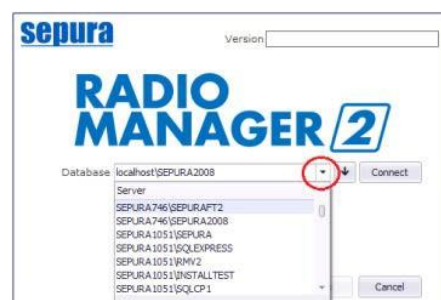 sepura
Version
RADIO
MANAGER 2
Database localhost\SEPURA2008 Connect
Server
SEPURA746\SEPURAFT2
SEPURA746\SEPURA2008
SEPURA1051\SEPURA
SEPURA1051\SQLEXPRESS
SEPURA1051\RMV2
SEPURA1051\INSTALLTEST
SEPURA1051\SQLCP1 Cancel